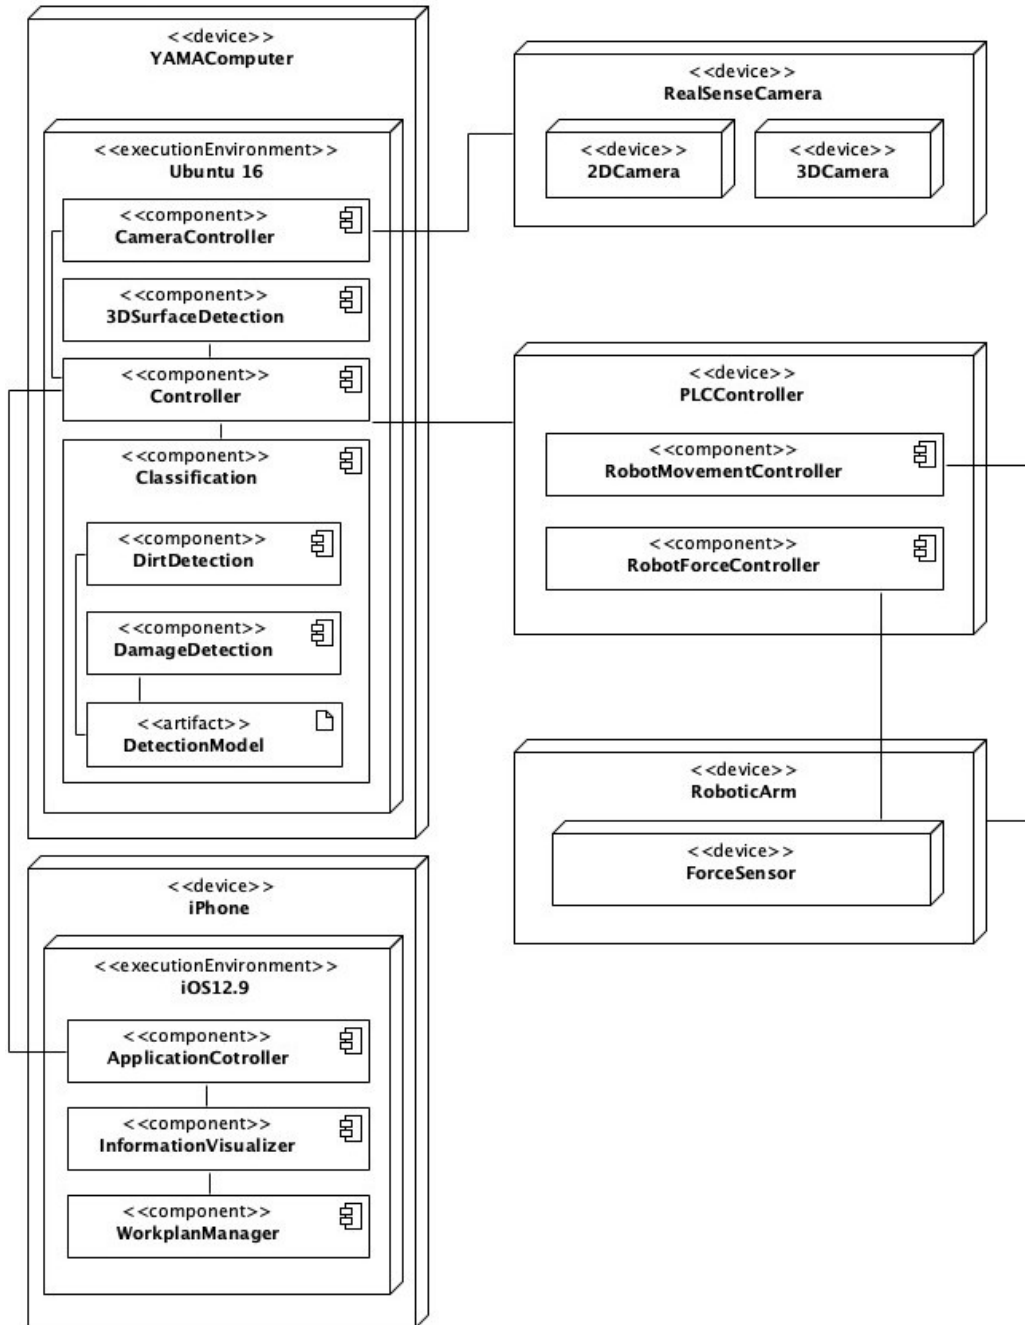 <<device>>
YAMAComputer
<<executionEnvironment>>
Ubuntu 16
<<component>>
CameraController
<<component>>
3DSurfaceDetection
<<component>>
Controller
<<component>>
Classification
<<component>>
DirtDetection
<<component>>
DamageDetection
<<artifact>>
DetectionModel
<<device>>
iPhone
<<executionEnvironment>>
iOS12.9
<<component>>
ApplicationCotroller
<<component>>
InformationVisualizer
<<component>>
WorkplanManager
<<device>>
RealSenseCamera
<<device>>
2DCamera
<<device>>
3DCamera
<<device>>
PLCController
<<component>>
RobotMovementController
<<component>>
RobotForceController
<<device>>
RoboticArm
<<device>>
ForceSensor